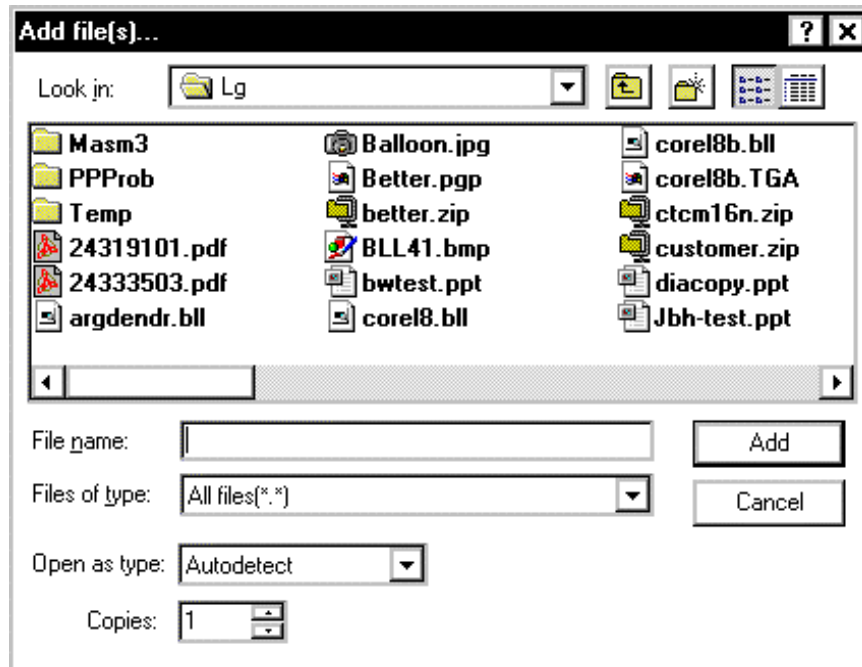 Add file(s)...
Look in: Lg
Masm3 Balloon.jpg corel8b.bll
PPProb Better.pgp corel8b.TGA
Temp better.zip ctcm16n.zip
24319101.pdf BLL41.bmp customer.zip
24333503.pdf bwtest.ppt diacopy.ppt
argdendr.bll corel8.bll Jbh-test.ppt
File name: Add
Files of type: All files(*.*) Cancel
Open as type: Autodetect
Copies: 1